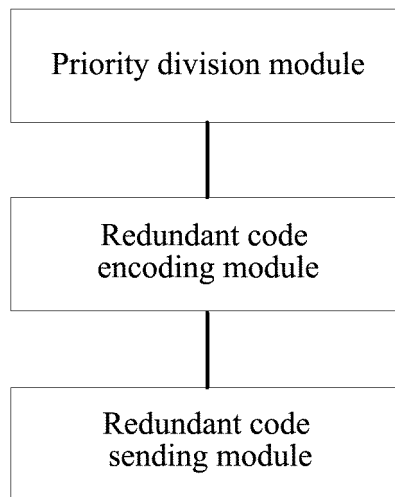 Priority division module
Redundant code
encoding module
Redundant code
sending module